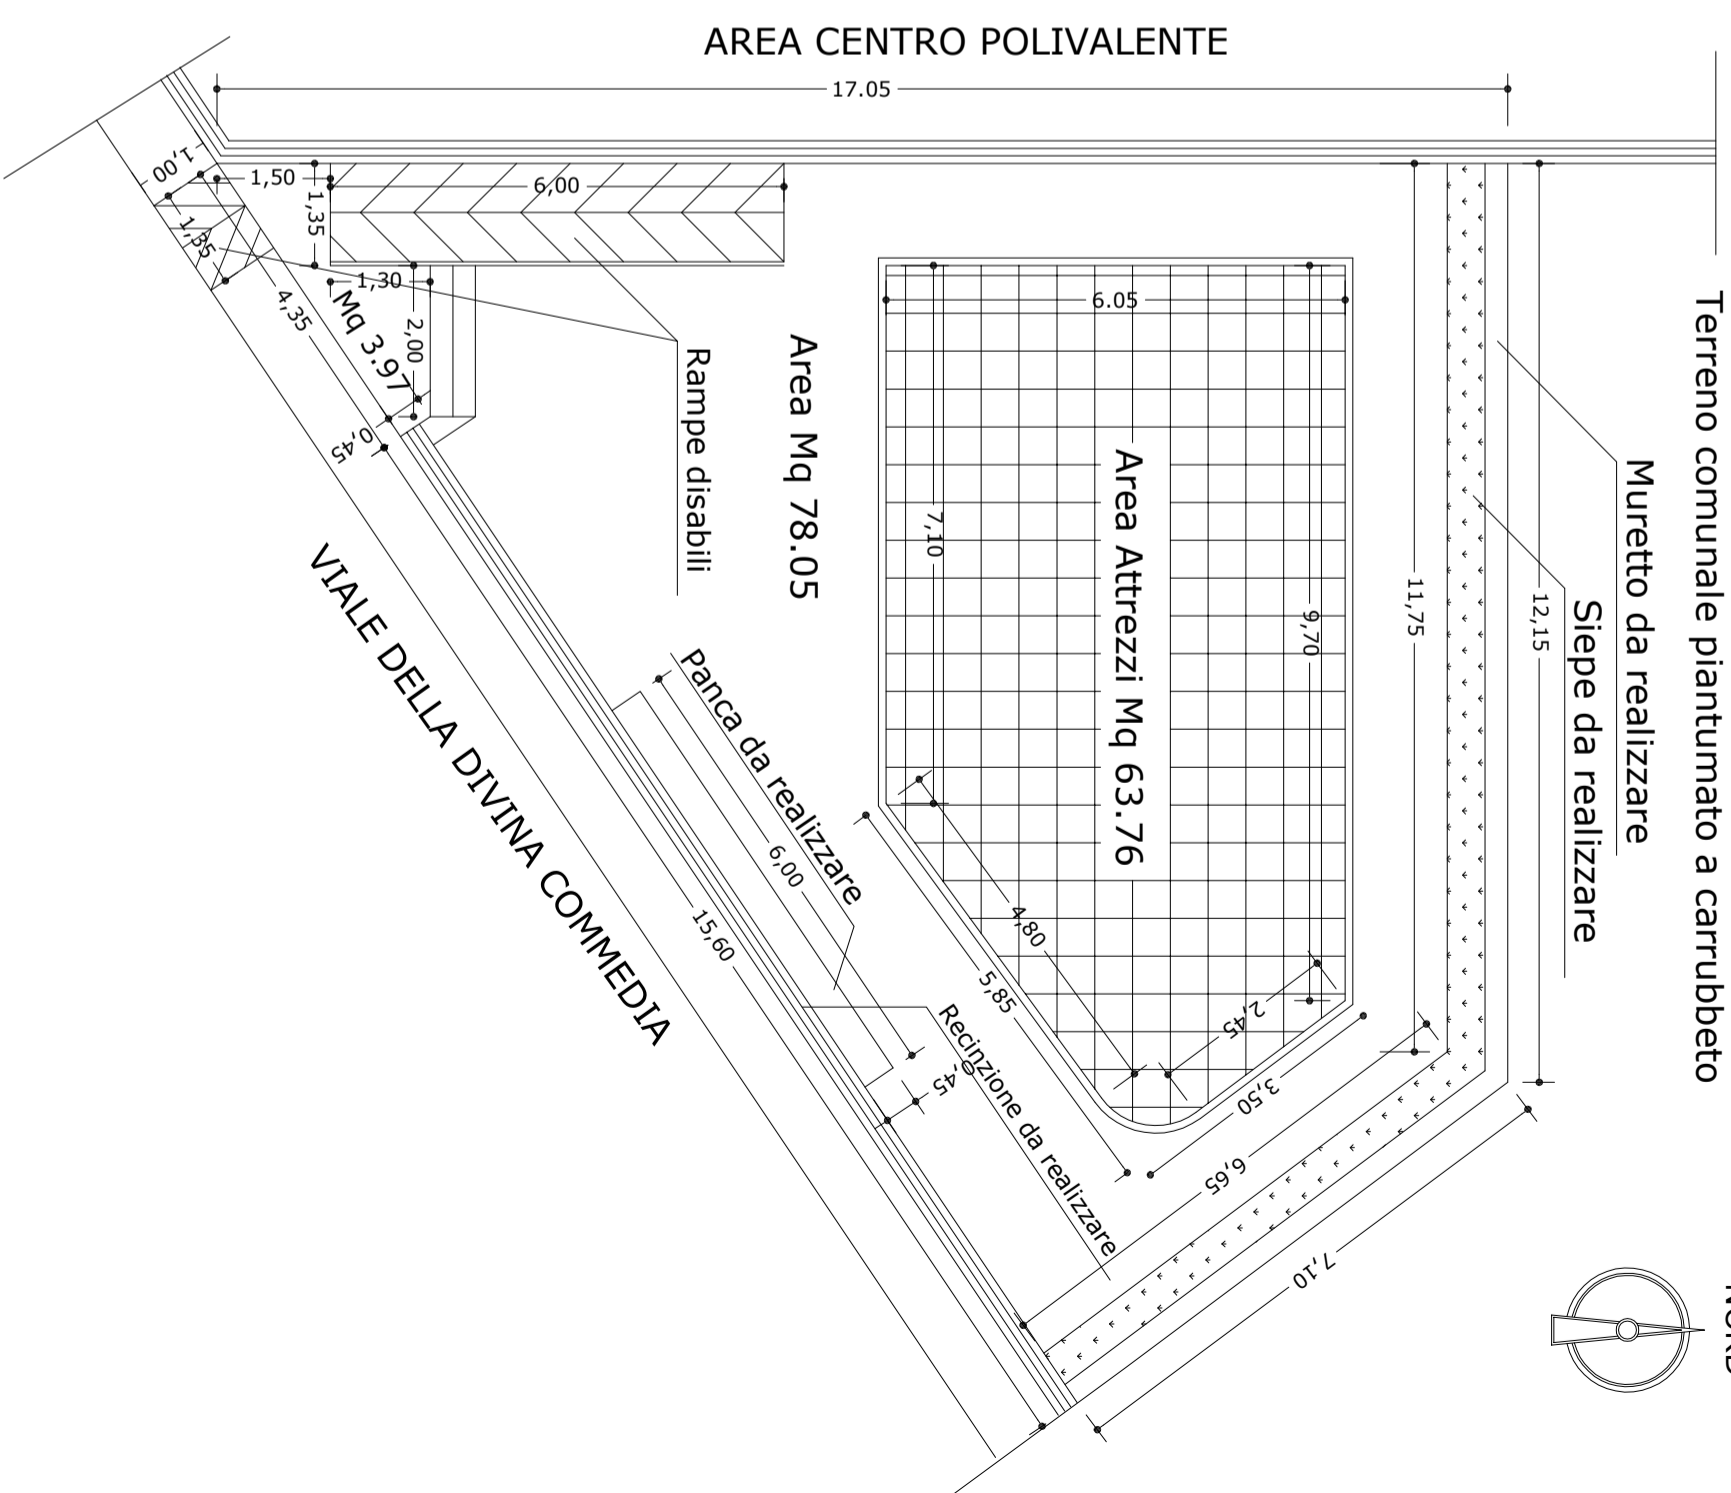 AREA CENTRO POLIVALENTE
17.05
1,00
1,50
1,35
6,00
1,35
4,35
1,30
2,00
Mq 3.97
0,45
Rampe disabili
Area Mq 78.05
6.05
7,10
Area Attrezzi Mq 63.76
9,70
11,75
12,15
Terreno comunale piantumato a carrubbeto
Muretto da realizzare
Siepe da realizzare
VIALE DELLA DIVINA COMMEDIA
Panca da realizzare
6,00
15,60
4,80
5,85
2,45
3,50
0,45
Recinzione da realizzare
6,65
7,10
NORD